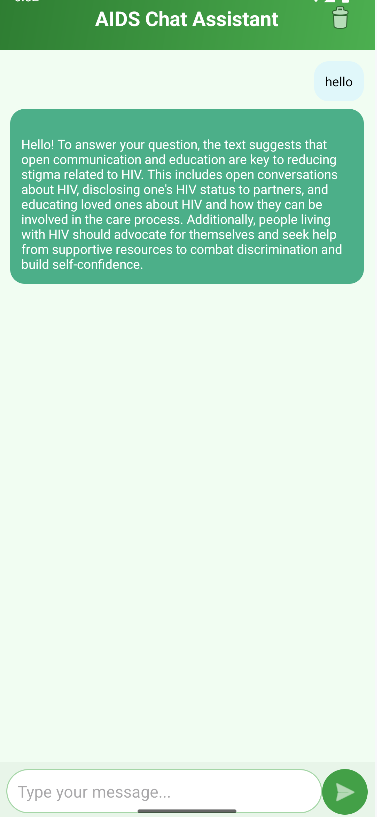 AIDS Chat Assistant
hello
Hello! To answer your question, the text suggests that
open communication and education are key to reducing
stigma related to HIV. This includes open conversations
about HIV, disclosing one's HIV status to partners, and
educating loved ones about HIV and how they can be
involved in the care process. Additionally, people living
with HIV should advocate for themselves and seek help
from supportive resources to combat discrimination and
build self-confidence.
Type your message...